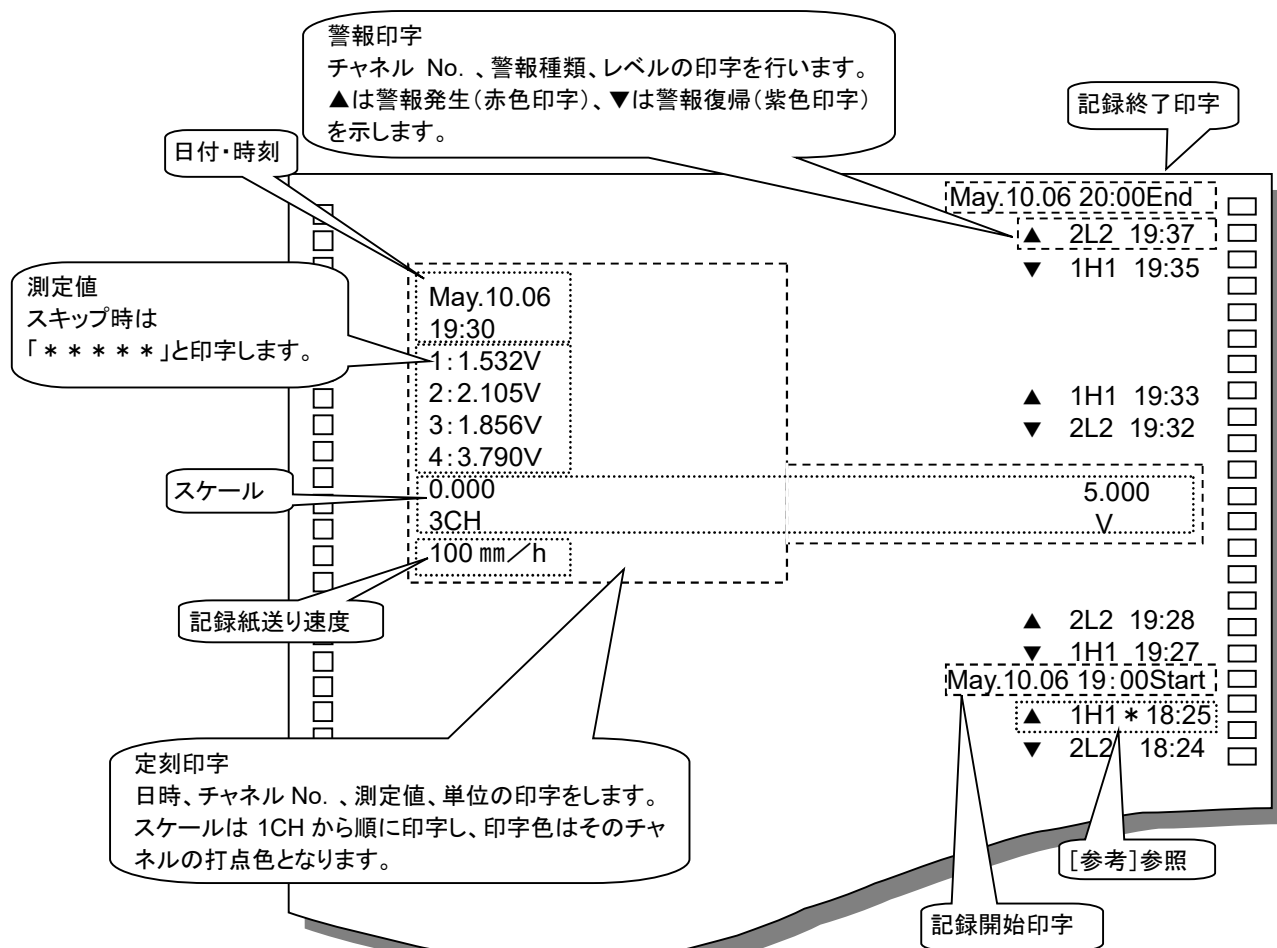 警報印字
チャネル No. 、警報種類、レベルの印字を行います。
▲は警報発生(赤色印字)、▼は警報復帰(紫色印字)
を示します。
記録終了印字
日付・時刻
May.10.06 20:00End
▲ 2L2 19:37
▼ 1H1 19:35
測定値
スキップ時は
「*****」と印字します。
May.10.06
19:30
1:1.532V
2:2.105V
3:1.856V
4:3.790V
▲ 1H1 19:33
▼ 2L2 19:32
スケール
0.000 5.000
3CH V
100 ㎜/h
記録紙送り速度
▲ 2L2 19:28
▼ 1H1 19:27
May.10.06 19:00Start
▲ 1H1*18:25
▼ 2L2 18:24
定刻印字
日時、チャネル No. 、測定値、単位の印字をします。
スケールは 1CH から順に印字し、印字色はそのチャ
ネルの打点色となります。
[参考]参照
記録開始印字